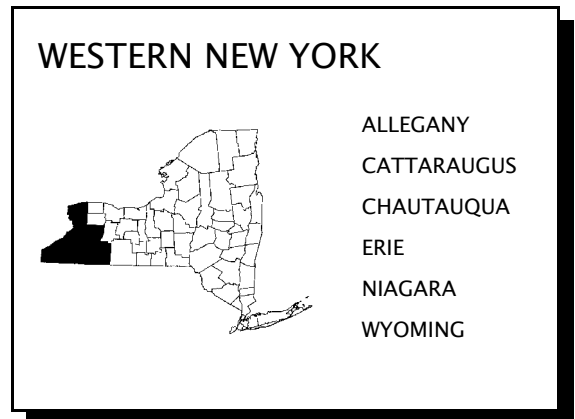 WESTERN NEW YORK
ALLEGANY
CATTARAUGUS
CHAUTAUQUA
ERIE
NIAGARA
WYOMING